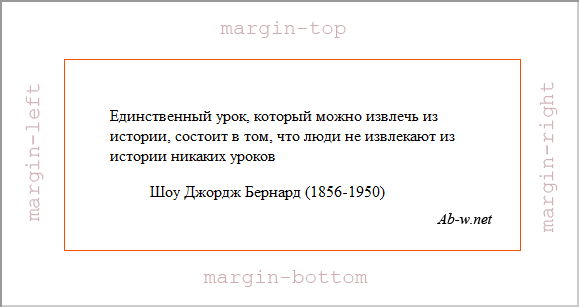 margin-top
margin-left
Единственный урок, который можно извлечь из
истории, состоит в том, что люди не извлекают из
истории никаких уроков
Шоу Джордж Бернард (1856-1950)
Ab-w.net
margin-right
margin-bottom